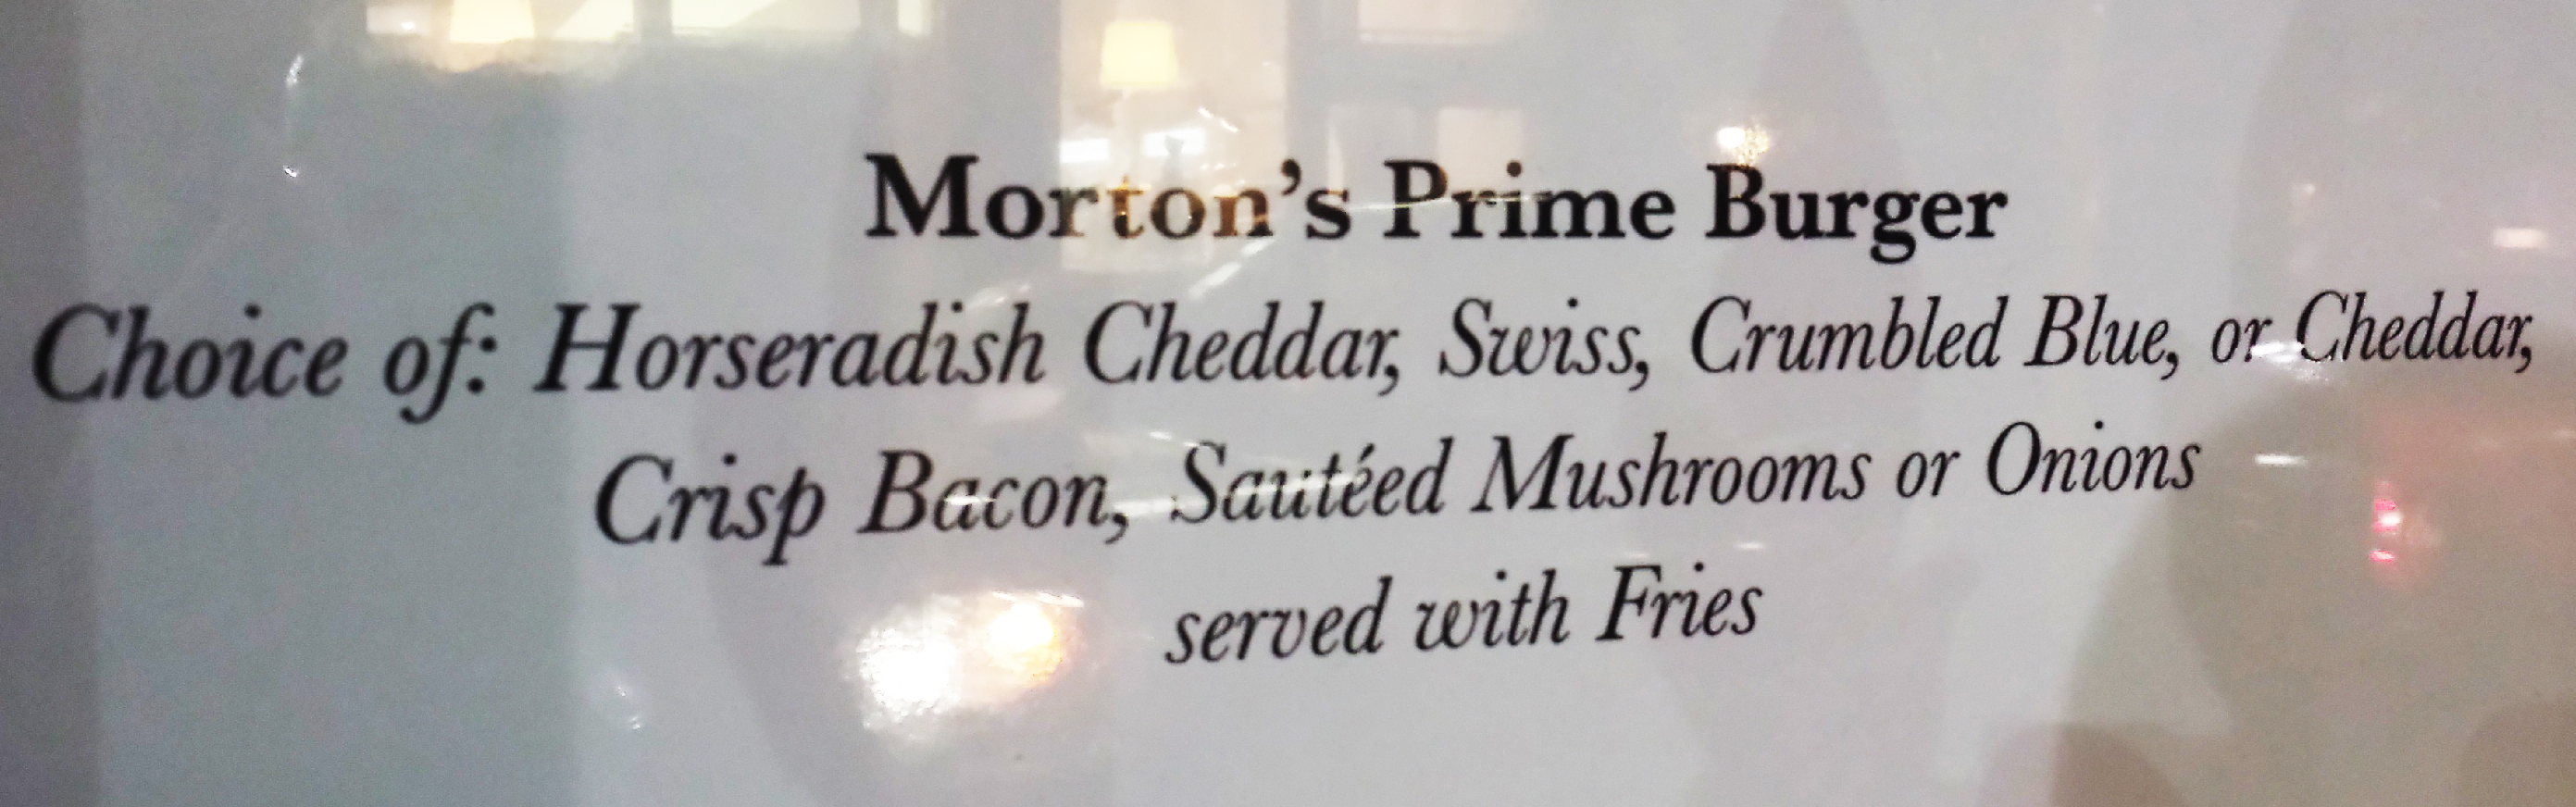 Morton’s Prime Burger
Choice of: Horseradish Cheddar, Swiss, Crumbled Blue, or Cheddar,
Crisp Bacon, Sautéed Mushrooms or Onions
served with Fries